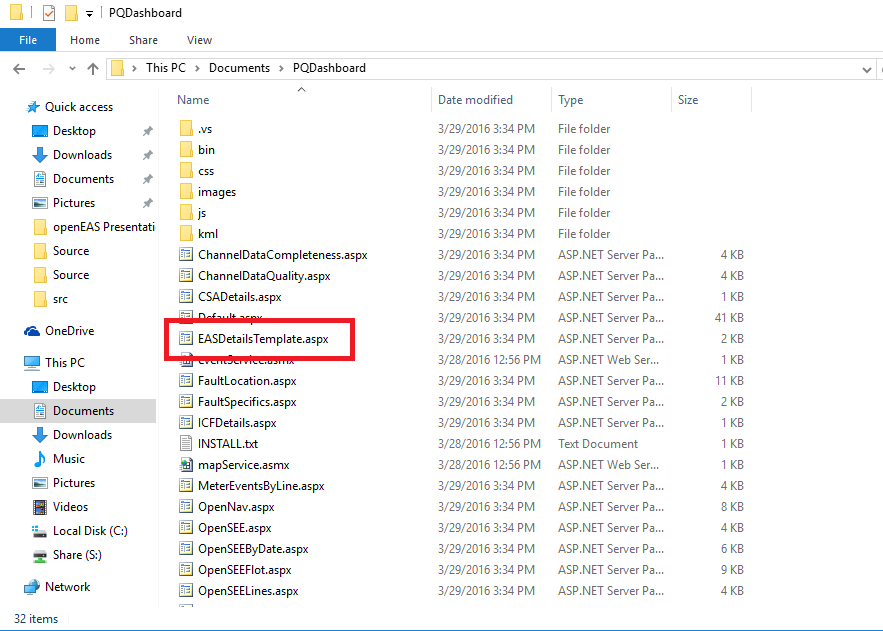 PQDashboard
File Home Share View
This PC Documents PQDashboard
Name Date modified Type Size
Quick access
Desktop
Downloads
Documents
Pictures
openEAS Presentati
Source
Source
src
OneDrive
This PC
Desktop
Documents
Downloads
Music
Pictures
Videos
Local Disk (C:)
Share (S:)
Network
.vs 3/29/2016 3:34 PM File folder
bin 3/29/2016 3:34 PM File folder
css 3/29/2016 3:34 PM File folder
images 3/29/2016 3:34 PM File folder
js 3/29/2016 3:34 PM File folder
kml 3/29/2016 3:34 PM File folder
ChannelDataCompleteness.aspx 3/29/2016 3:34 PM ASP.NET Server Pa... 4 KB
ChannelDataQuality.aspx 3/29/2016 3:34 PM ASP.NET Server Pa... 4 KB
CSADetails.aspx 3/29/2016 3:34 PM ASP.NET Server Pa... 1 KB
Default.aspx 3/29/2016 3:34 PM ASP.NET Server Pa... 41 KB
EASDetailsTemplate.aspx 3/29/2016 3:34 PM ASP.NET Server Pa... 2 KB
EventService.asmx 3/28/2016 12:56 PM ASP.NET Web Ser... 1 KB
FaultLocation.aspx 3/29/2016 3:34 PM ASP.NET Server Pa... 11 KB
FaultSpecifics.aspx 3/29/2016 3:34 PM ASP.NET Server Pa... 2 KB
ICFDetails.aspx 3/29/2016 3:34 PM ASP.NET Server Pa... 1 KB
INSTALL.txt 3/28/2016 12:56 PM Text Document 1 KB
mapService.asmx 3/28/2016 12:56 PM ASP.NET Web Ser... 1 KB
MeterEventsByLine.aspx 3/29/2016 3:34 PM ASP.NET Server Pa... 4 KB
OpenNav.aspx 3/29/2016 3:34 PM ASP.NET Server Pa... 8 KB
OpenSEE.aspx 3/29/2016 3:34 PM ASP.NET Server Pa... 4 KB
OpenSEEByDate.aspx 3/29/2016 3:34 PM ASP.NET Server Pa... 6 KB
OpenSEEFlot.aspx 3/29/2016 3:34 PM ASP.NET Server Pa... 9 KB
OpenSEELines.aspx 3/29/2016 3:34 PM ASP.NET Server Pa... 4 KB
32 items